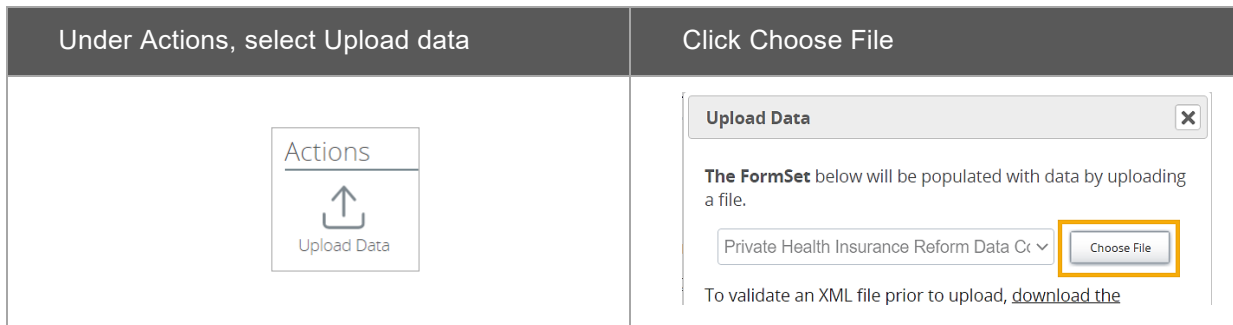 Under Actions, select Upload data
Click Choose File
Actions
Upload Data
Upload Data
The FormSet below will be populated with data by uploading
a file.
Private Health Insurance Reform Data Co
Choose File
To validate an XML file prior to upload, download the